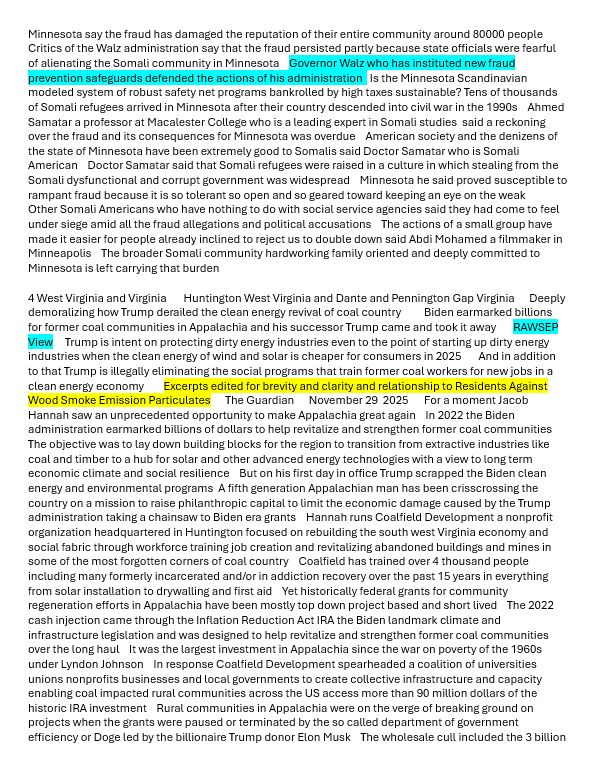 Minnesota say the fraud has damaged the reputation of their entire community around 80000 people
Critics of the Walz administration say that the fraud persisted partly because state officials were fearful
of alienating the Somali community in Minnesota Governor Walz who has instituted new fraud
prevention safeguards defended the actions of his administration Is the Minnesota Scandinavian
modeled system of robust safety net programs bankrolled by high taxes sustainable? Tens of thousands
of Somali refugees arrived in Minnesota after their country descended into civil war in the 1990s Ahmed
Samatar a professor at Macalester College who is a leading expert in Somali studies said a reckoning
over the fraud and its consequences for Minnesota was overdue American society and the denizens of
the state of Minnesota have been extremely good to Somalis said Doctor Samatar who is Somali
American Doctor Samatar said that Somali refugees were raised in a culture in which stealing from the
Somali dysfunctional and corrupt government was widespread Minnesota he said proved susceptible to
rampant fraud because it is so tolerant so open and so geared toward keeping an eye on the weak
Other Somali Americans who have nothing to do with social service agencies said they had come to feel
under siege amid all the fraud allegations and political accusations The actions of a small group have
made it easier for people already inclined to reject us to double down said Abdi Mohamed a filmmaker in
Minneapolis The broader Somali community hardworking family oriented and deeply committed to
Minnesota is left carrying that burden
4 West Virginia and Virginia Huntington West Virginia and Dante and Pennington Gap Virginia Deeply
demoralizing how Trump derailed the clean energy revival of coal country Biden earmarked billions
for former coal communities in Appalachia and his successor Trump came and took it away RAWSEP
View Trump is intent on protecting dirty energy industries even to the point of starting up dirty energy
industries when the clean energy of wind and solar is cheaper for consumers in 2025 And in addition
to that Trump is illegally eliminating the social programs that train former coal workers for new jobs in a
clean energy economy Excerpts edited for brevity and clarity and relationship to Residents Against
Wood Smoke Emission Particulates The Guardian November 29 2025 For a moment Jacob
Hannah saw an unprecedented opportunity to make Appalachia great again In 2022 the Biden
administration earmarked billions of dollars to help revitalize and strengthen former coal communities
The objective was to lay down building blocks for the region to transition from extractive industries like
coal and timber to a hub for solar and other advanced energy technologies with a view to long term
economic climate and social resilience But on his first day in office Trump scrapped the Biden clean
energy and environmental programs A fifth generation Appalachian man has been crisscrossing the
country on a mission to raise philanthropic capital to limit the economic damage caused by the Trump
administration taking a chainsaw to Biden era grants Hannah runs Coalfield Development a nonprofit
organization headquartered in Huntington focused on rebuilding the south west Virginia economy and
social fabric through workforce training job creation and revitalizing abandoned buildings and mines in
some of the most forgotten corners of coal country Coalfield has trained over 4 thousand people
including many formerly incarcerated and/or in addiction recovery over the past 15 years in everything
from solar installation to drywalling and first aid Yet historically federal grants for community
regeneration efforts in Appalachia have been mostly top down project based and short lived The 2022
cash injection came through the Inflation Reduction Act IRA the Biden landmark climate and
infrastructure legislation and was designed to help revitalize and strengthen former coal communities
over the long haul It was the largest investment in Appalachia since the war on poverty of the 1960s
under Lyndon Johnson In response Coalfield Development spearheaded a coalition of universities
unions nonprofits businesses and local governments to create collective infrastructure and capacity
enabling coal impacted rural communities across the US access more than 90 million dollars of the
historic IRA investment Rural communities in Appalachia were on the verge of breaking ground on
projects when the grants were paused or terminated by the so called department of government
efficiency or Doge led by the billionaire Trump donor Elon Musk The wholesale cull included the 3 billion